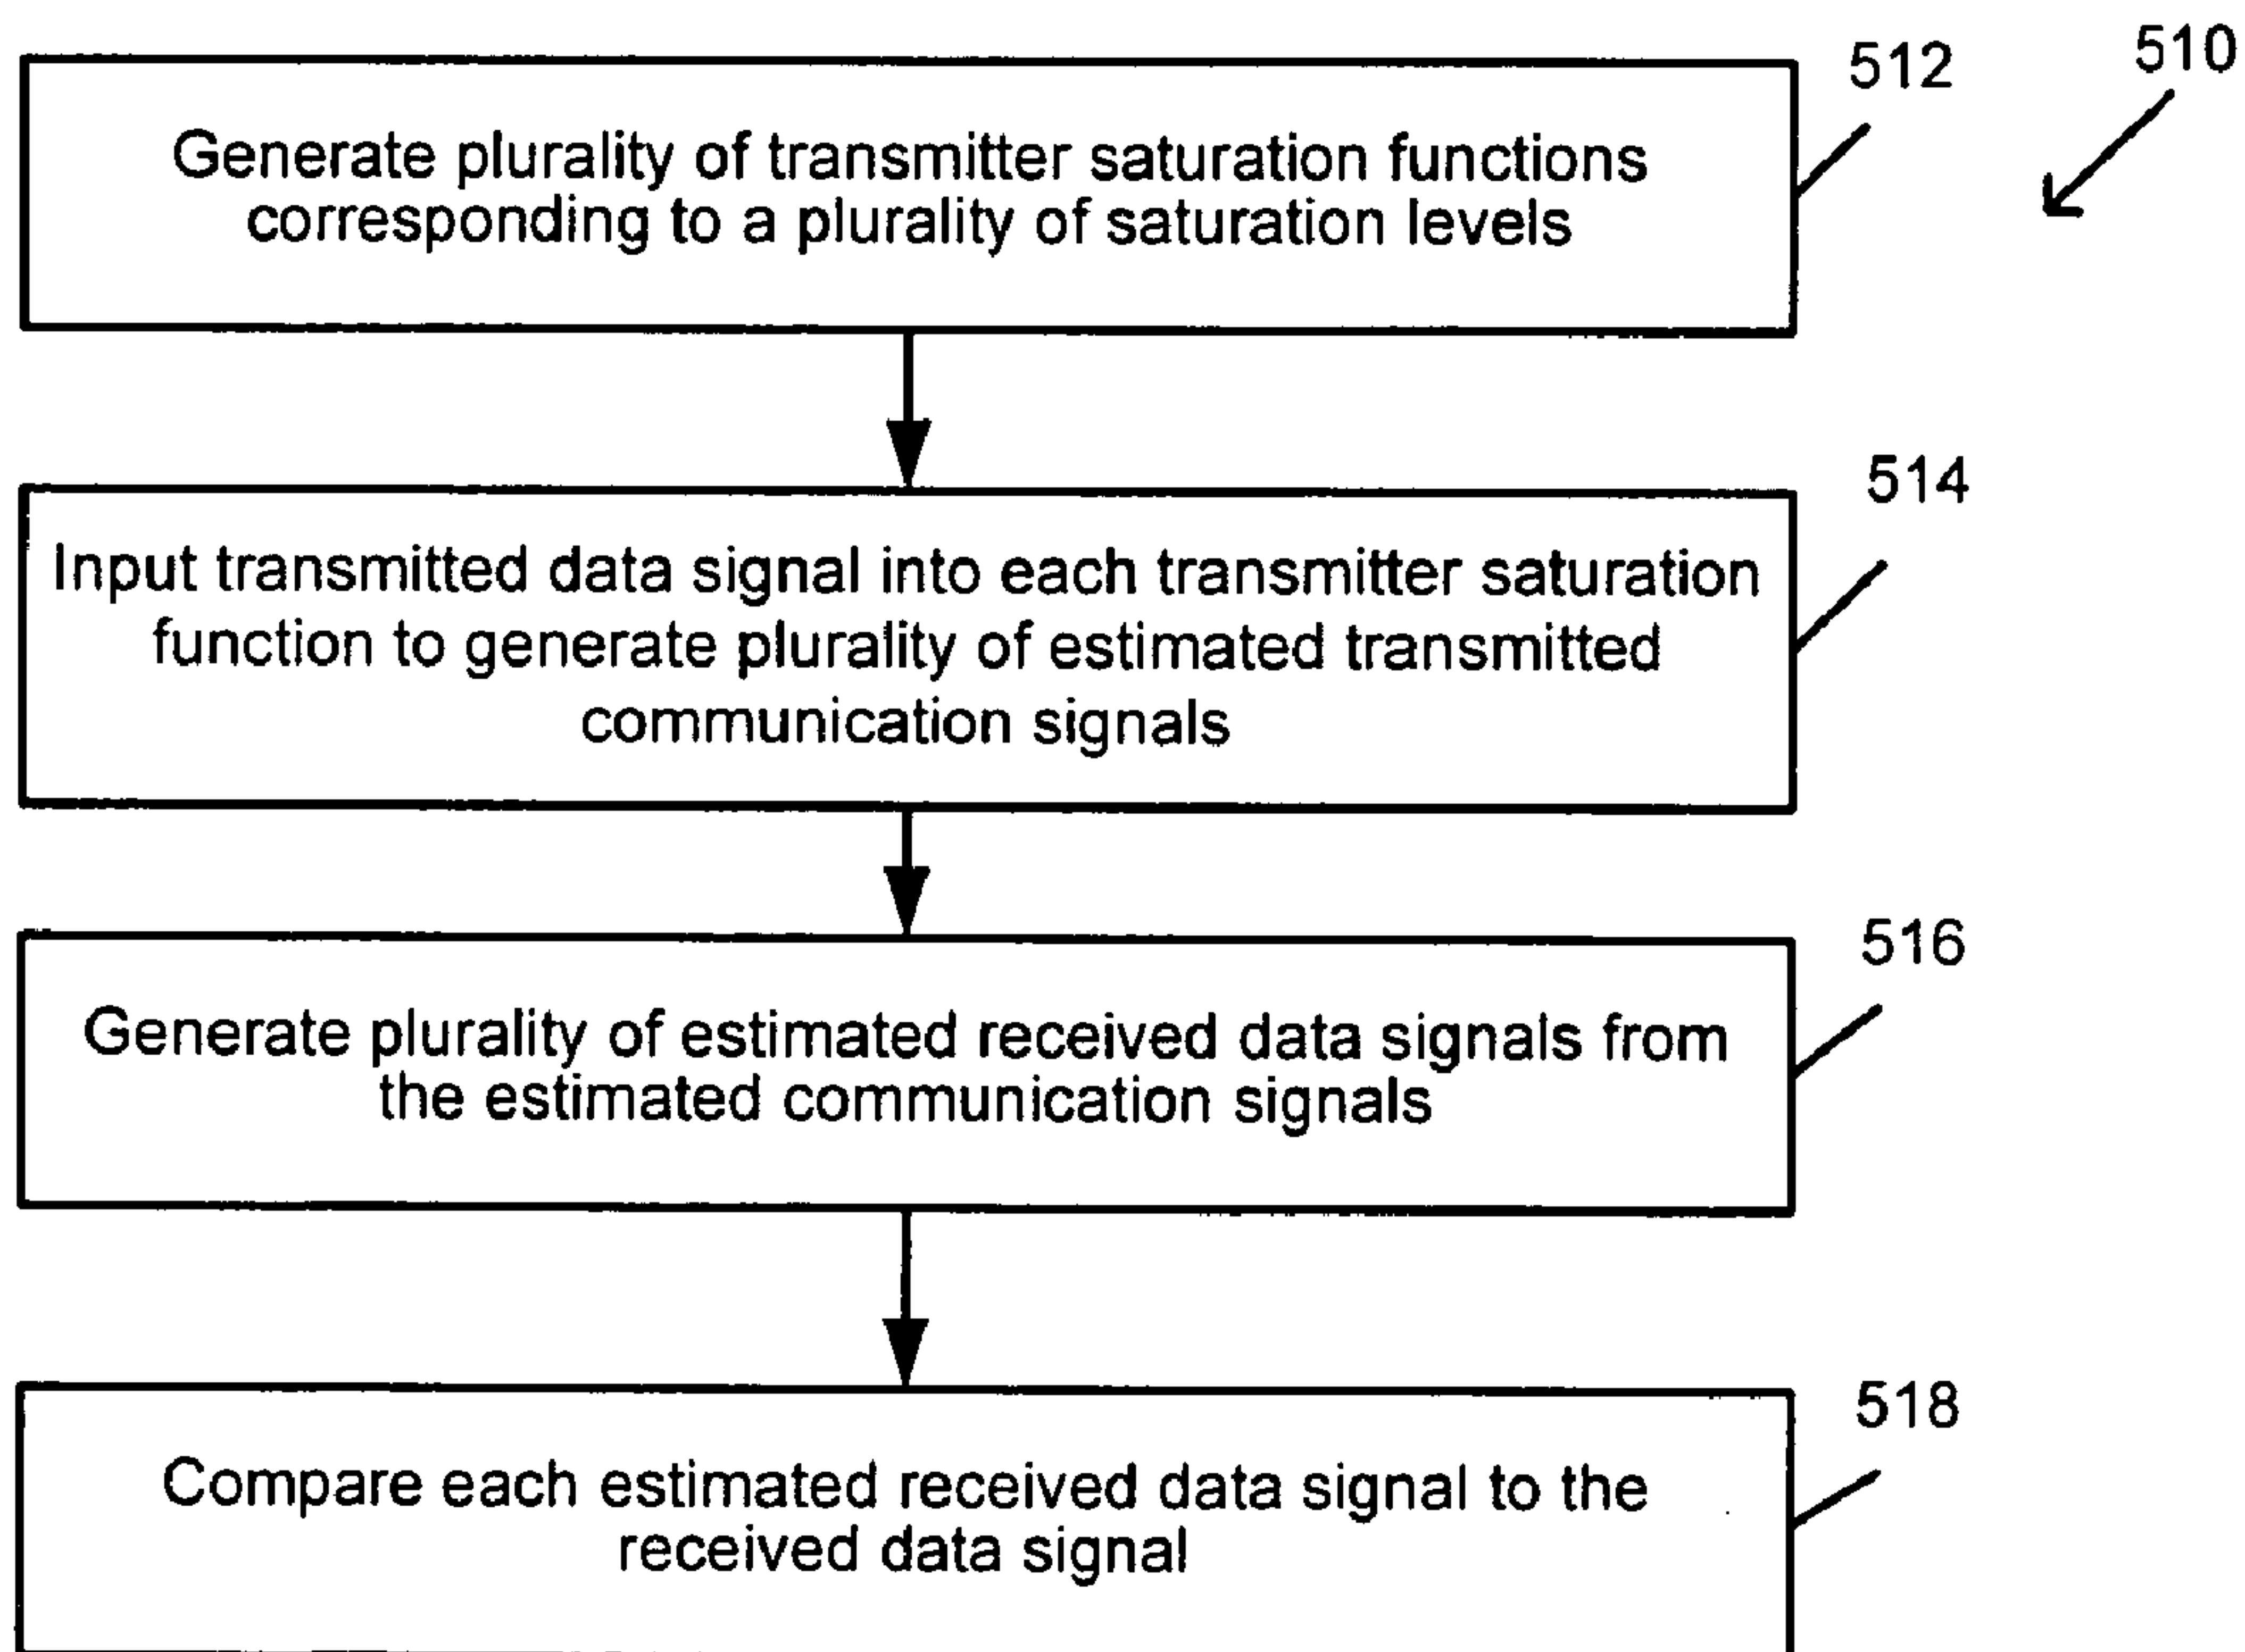 510
512
Generate plurality of transmitter saturation functions
corresponding to a plurality of saturation levels
514
Input transmitted data signal into each transmitter saturation
function to generate plurality of estimated transmitted
communication signals
516
Generate plurality of estimated received data signals from
the estimated communication signals
518
Compare each estimated received data signal to the
received data signal